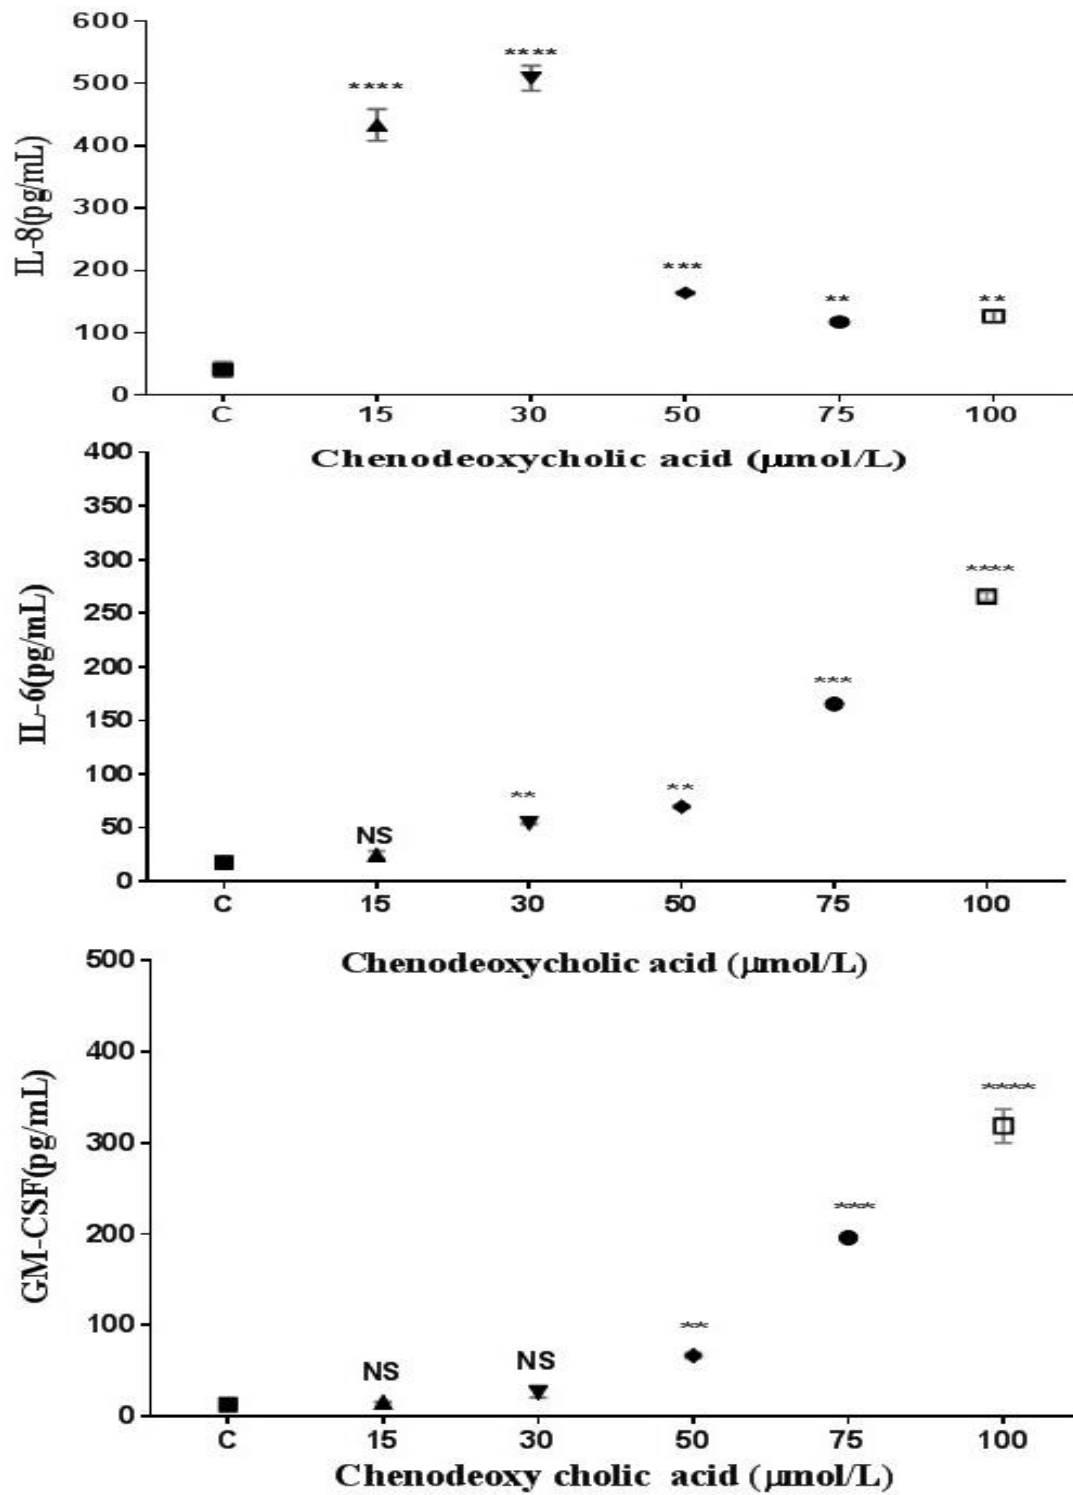 600
500
400
300
200
100
0
IL-8(pg/mL)
****
****
***
**
**
C 15 30 50 75 100
Chenodeoxycholic acid (μmol/L)
400
350
300
250
200
150
100
50
0
IL-6(pg/mL)
NS
**
**
***
****
C 15 30 50 75 100
Chenodeoxycholic acid (μmol/L)
500
400
300
200
100
0
GM-CSF(pg/mL)
NS
NS
**
***
****
C 15 30 50 75 100
Chenodeoxy cholic acid (μmol/L)